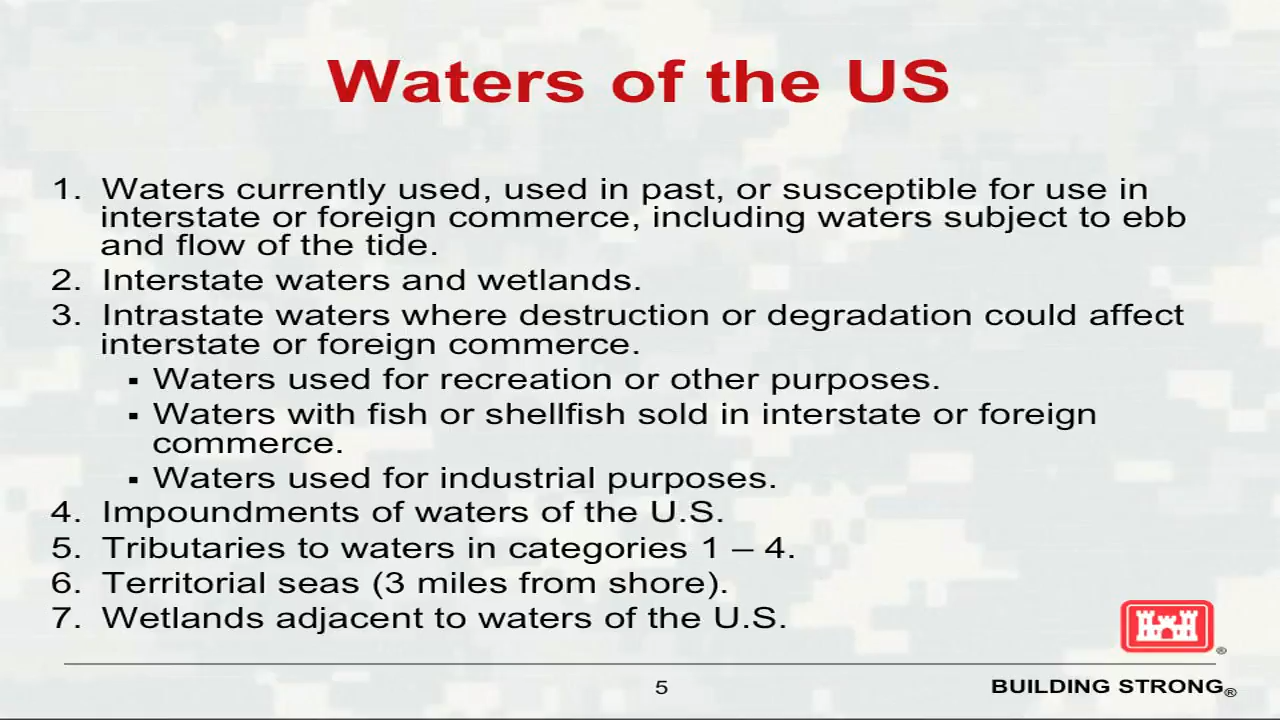 Waters of the US
1. Waters currently used, used in past, or susceptible for use in
interstate or foreign commerce, including waters subject to ebb
and flow of the tide.
2. Interstate waters and wetlands.
3. Intrastate waters where destruction or degradation could affect
interstate or foreign commerce.
▪ Waters used for recreation or other purposes.
▪ Waters with fish or shellfish sold in interstate or foreign
commerce.
▪ Waters used for industrial purposes.
4. Impoundments of waters of the U.S.
5. Tributaries to waters in categories 1 – 4.
6. Territorial seas (3 miles from shore).
7. Wetlands adjacent to waters of the U.S.
®
5
BUILDING STRONG®